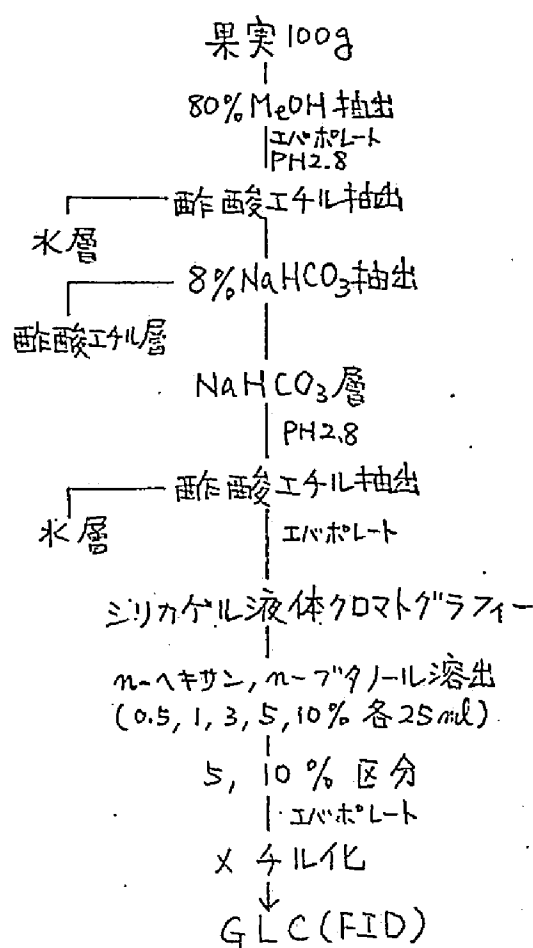 果実100g
80%MeOH抽出
エバポレート
PH2.8
酢酸エチル抽出
水層
8%NaHCO3抽出
酢酸エチル層
NaHCO3層
PH2.8
酢酸エチル抽出
水層
エバポレート
シリカゲル液体クロマトグラフィー
n-ヘキサン, n-ブタノール溶出
(0.5, 1, 3, 5, 10% 各25ml)
5, 10% 区分
エバポレート
メチル化
GLC(FID)